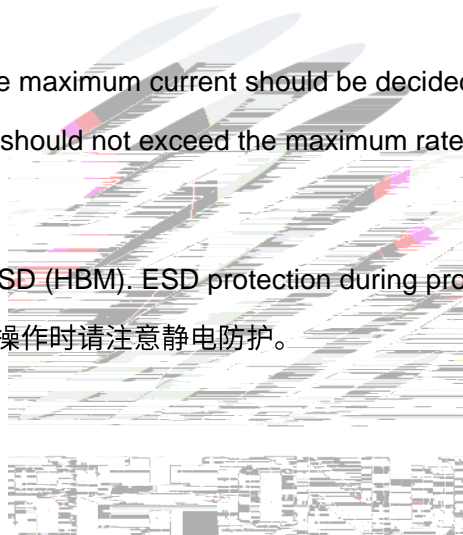 e maximum current should be decided
should not exceed the maximum rate
SD (HBM). ESD protection during pro
操作时请注意静电防护。